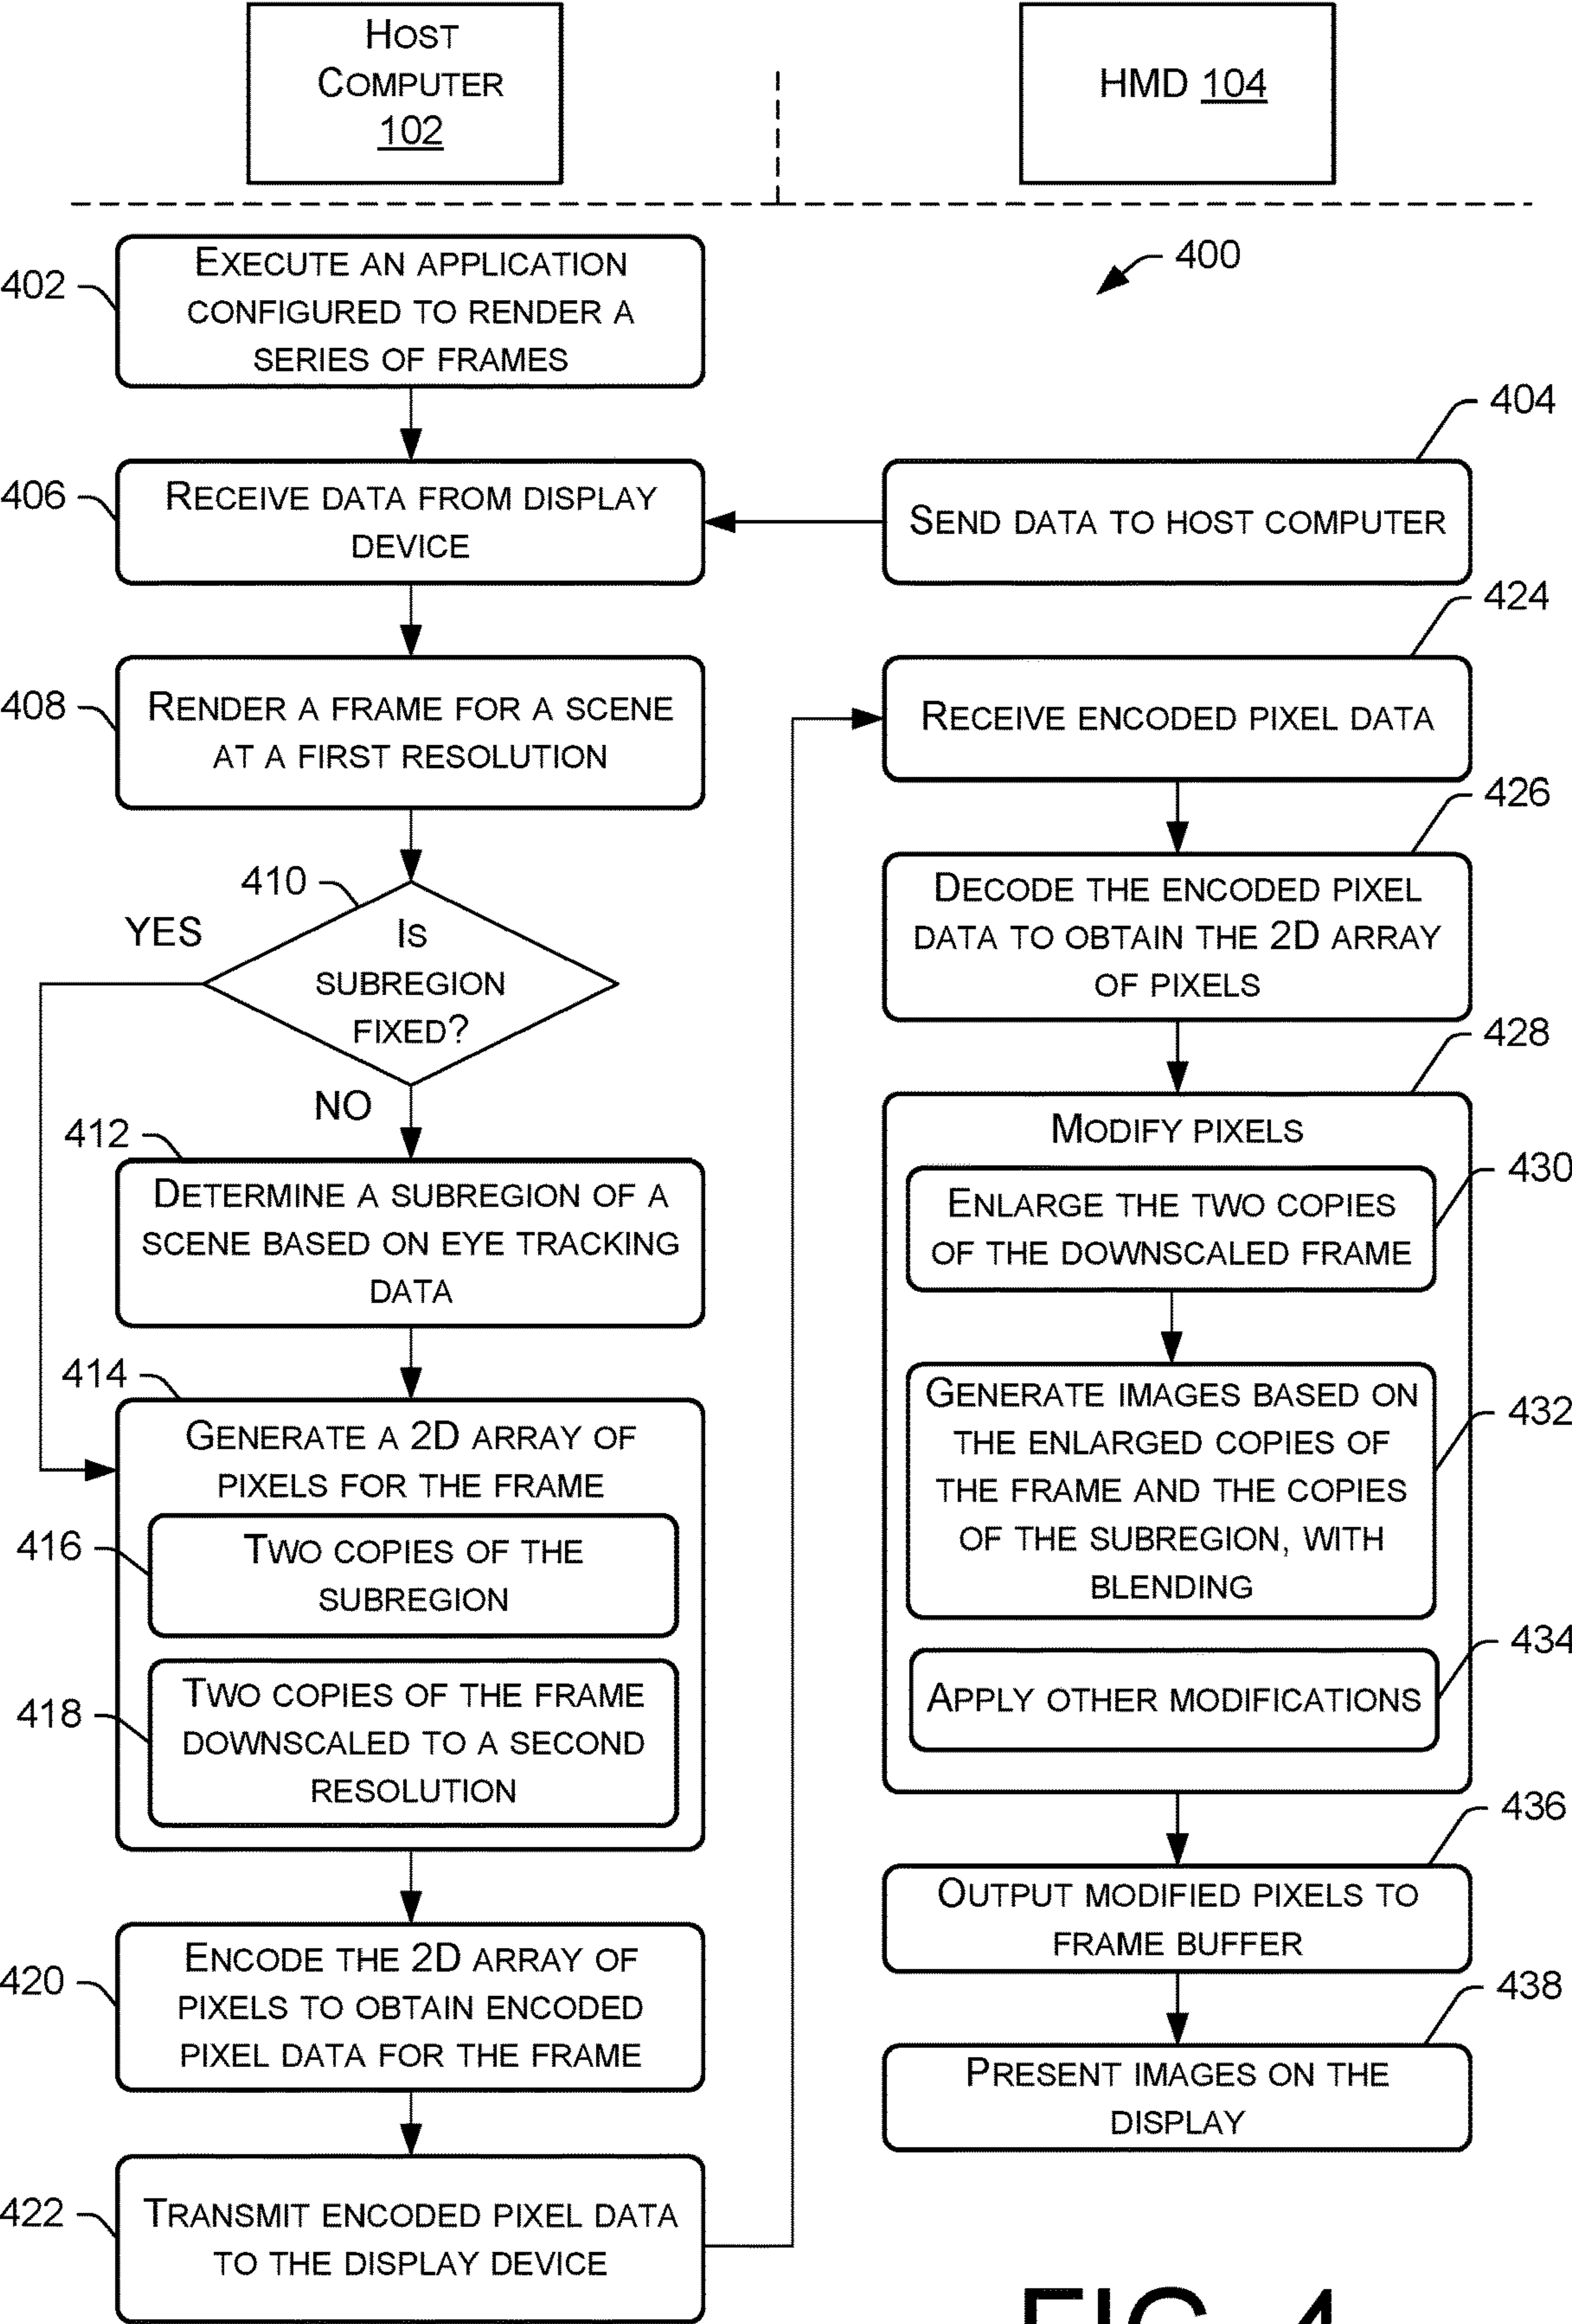 HOST
COMPUTER
102
HMD 104
400
402
EXECUTE AN APPLICATION
CONFIGURED TO RENDER A
SERIES OF FRAMES
404
406
RECEIVE DATA FROM DISPLAY
DEVICE
SEND DATA TO HOST COMPUTER
408
RENDER A FRAME FOR A SCENE
AT A FIRST RESOLUTION
410
YES
IS
SUBREGION
FIXED?
NO
412
DETERMINE A SUBREGION OF A
SCENE BASED ON EYE TRACKING
DATA
414
GENERATE A 2D ARRAY OF
PIXELS FOR THE FRAME
416
TWO COPIES OF THE
SUBREGION
418
TWO COPIES OF THE FRAME
DOWNSCALED TO A SECOND
RESOLUTION
420
ENCODE THE 2D ARRAY OF
PIXELS TO OBTAIN ENCODED
PIXEL DATA FOR THE FRAME
422
TRANSMIT ENCODED PIXEL DATA
TO THE DISPLAY DEVICE
424
RECEIVE ENCODED PIXEL DATA
426
DECODE THE ENCODED PIXEL
DATA TO OBTAIN THE 2D ARRAY
OF PIXELS
428
MODIFY PIXELS
430
ENLARGE THE TWO COPIES
OF THE DOWNSCALED FRAME
432
GENERATE IMAGES BASED ON
THE ENLARGED COPIES OF
THE FRAME AND THE COPIES
OF THE SUBREGION, WITH
BLENDING
434
APPLY OTHER MODIFICATIONS
436
OUTPUT MODIFIED PIXELS TO
FRAME BUFFER
438
PRESENT IMAGES ON THE
DISPLAY
FIG. 4